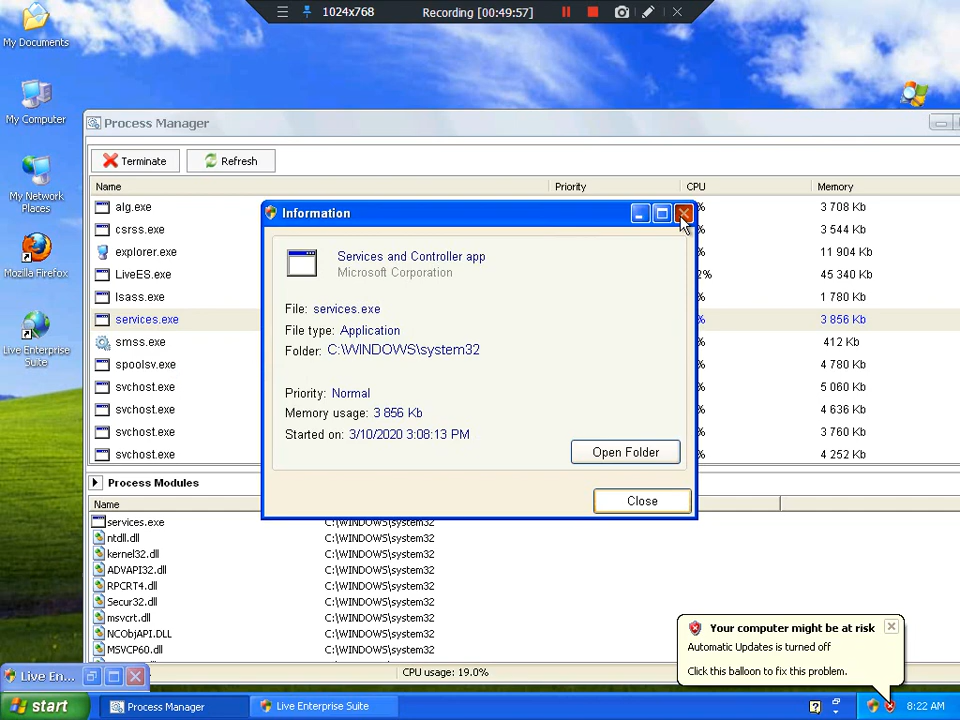 1024x768
Recording [00:49:57]
My Documents
My Computer
My Network
Places
Mozilla Firefox
Live Enterprise
Suite
Process Manager
Terminate
Refresh
Name
Priority
CPU
Memory
alg.exe
%
3 708 Kb
csrss.exe
%
3 544 Kb
explorer.exe
%
11 904 Kb
LiveES.exe
2%
45 340 Kb
lsass.exe
%
1 780 Kb
services.exe
%
3 856 Kb
smss.exe
%
412 Kb
spoolsv.exe
%
4 780 Kb
svchost.exe
%
5 060 Kb
svchost.exe
%
4 636 Kb
svchost.exe
%
3 760 Kb
svchost.exe
%
4 252 Kb
Information
Services and Controller app
Microsoft Corporation
File: services.exe
File type: Application
Folder: C:\WINDOWS\system32
Priority: Normal
Memory usage: 3 856 Kb
Started on: 3/10/2020 3:08:13 PM
Open Folder
Close
Process Modules
Name
services.exe C:\WINDOWS\system32
ntdll.dll C:\WINDOWS\system32
kernel32.dll C:\WINDOWS\system32
ADVAPI32.dll C:\WINDOWS\system32
RPCRT4.dll C:\WINDOWS\system32
Secur32.dll C:\WINDOWS\system32
msvcrt.dll C:\WINDOWS\system32
NCObjAPI.DLL C:\WINDOWS\system32
MSVCP60.dll C:\WINDOWS\system32
CPU usage: 19.0%
Your computer might be at risk
Automatic Updates is turned off
Click this balloon to fix this problem.
Live En...
start
Process Manager
Live Enterprise Suite
8:22 AM